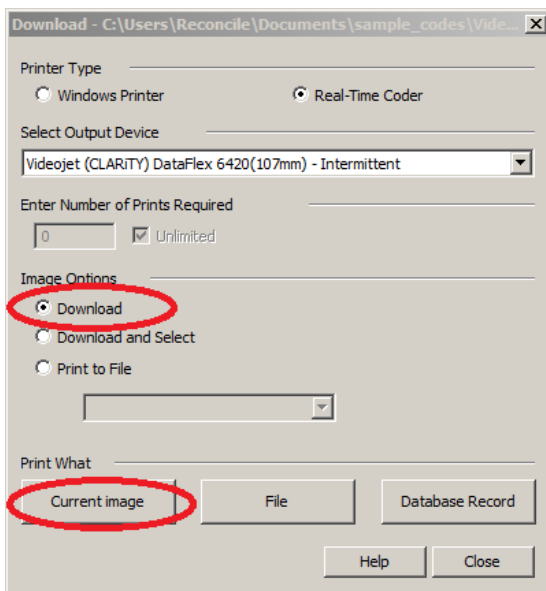 Download - C:\Users\Reconcile\Documents\sample_codes\Vide...
Printer Type
Windows Printer Real-Time Coder
Select Output Device
Videojet (CLARiTY) DataFlex 6420(107mm) - Intermittent
Enter Number of Prints Required
0 Unlimited
Image Options
Download
Download and Select
Print to File
Print What
Current image File Database Record
Help Close